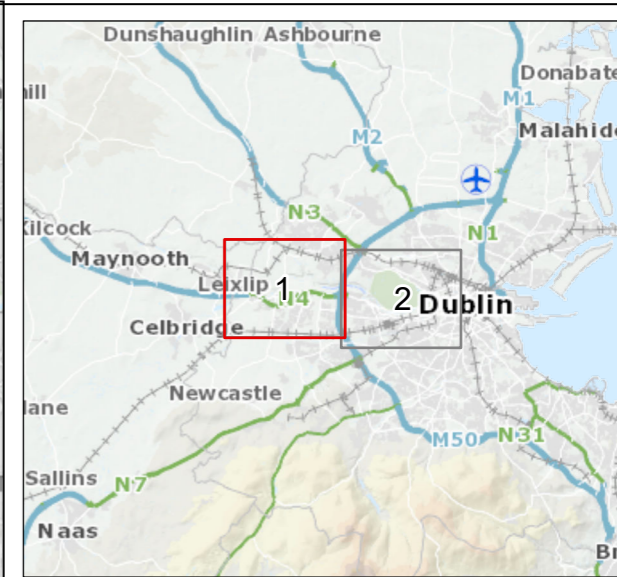 Dunshaughlin Ashbourne
Donabate
M1
M2
Malahide
N3
Kilcock
N1
Maynooth
Leixlip
1
N4
2
Dublin
Celbridge
Newcastle
M50
N31
Sallins
N7
Naas